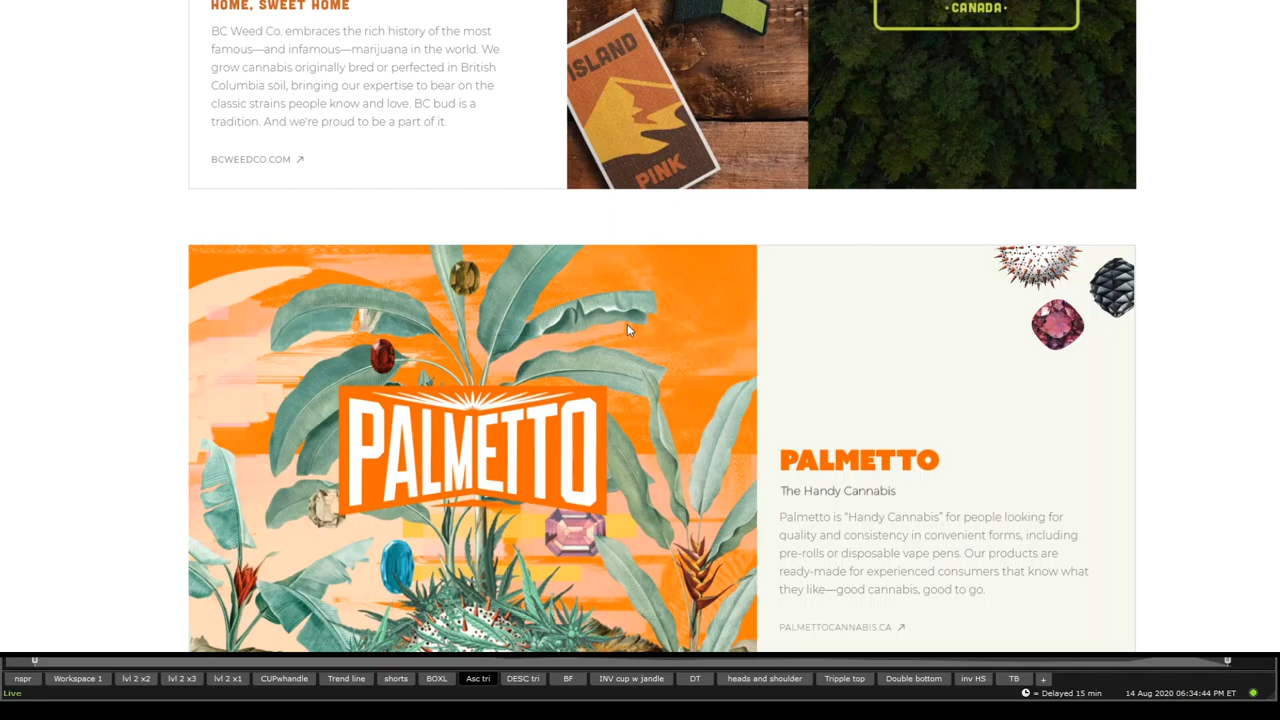 HOME, SWEET HOME
BC Weed Co. embraces the rich history of the most
famous—and infamous—marijuana in the world. We
grow cannabis originally bred or perfected in British
Columbia soil, bringing our expertise to bear on the
classic strains people know and love. BC bud is a
tradition. And we're proud to be a part of it.
BCWEEDCO.COM
ISLAND
PINK
·CANADA·
PALMETTO
PALMETTO
The Handy Cannabis
Palmetto is “Handy Cannabis” for people looking for
quality and consistency in convenient forms, including
pre-rolls or disposable vape pens. Our products are
ready-made for experienced consumers that know what
they like—good cannabis, good to go.
PALMETTOCANNABIS.CA
nspr Workspace 1 lvl 2 x2 lvl 2 x3 lvl 2 x1 CUPwhandle Trend line shorts BOXL Asc tri DESC tri BF INV cup w jandle DT heads and shoulder Tripple top Double bottom inv HS TB +
Live = Delayed 15 min 14 Aug 2020 06:34:44 PM ET